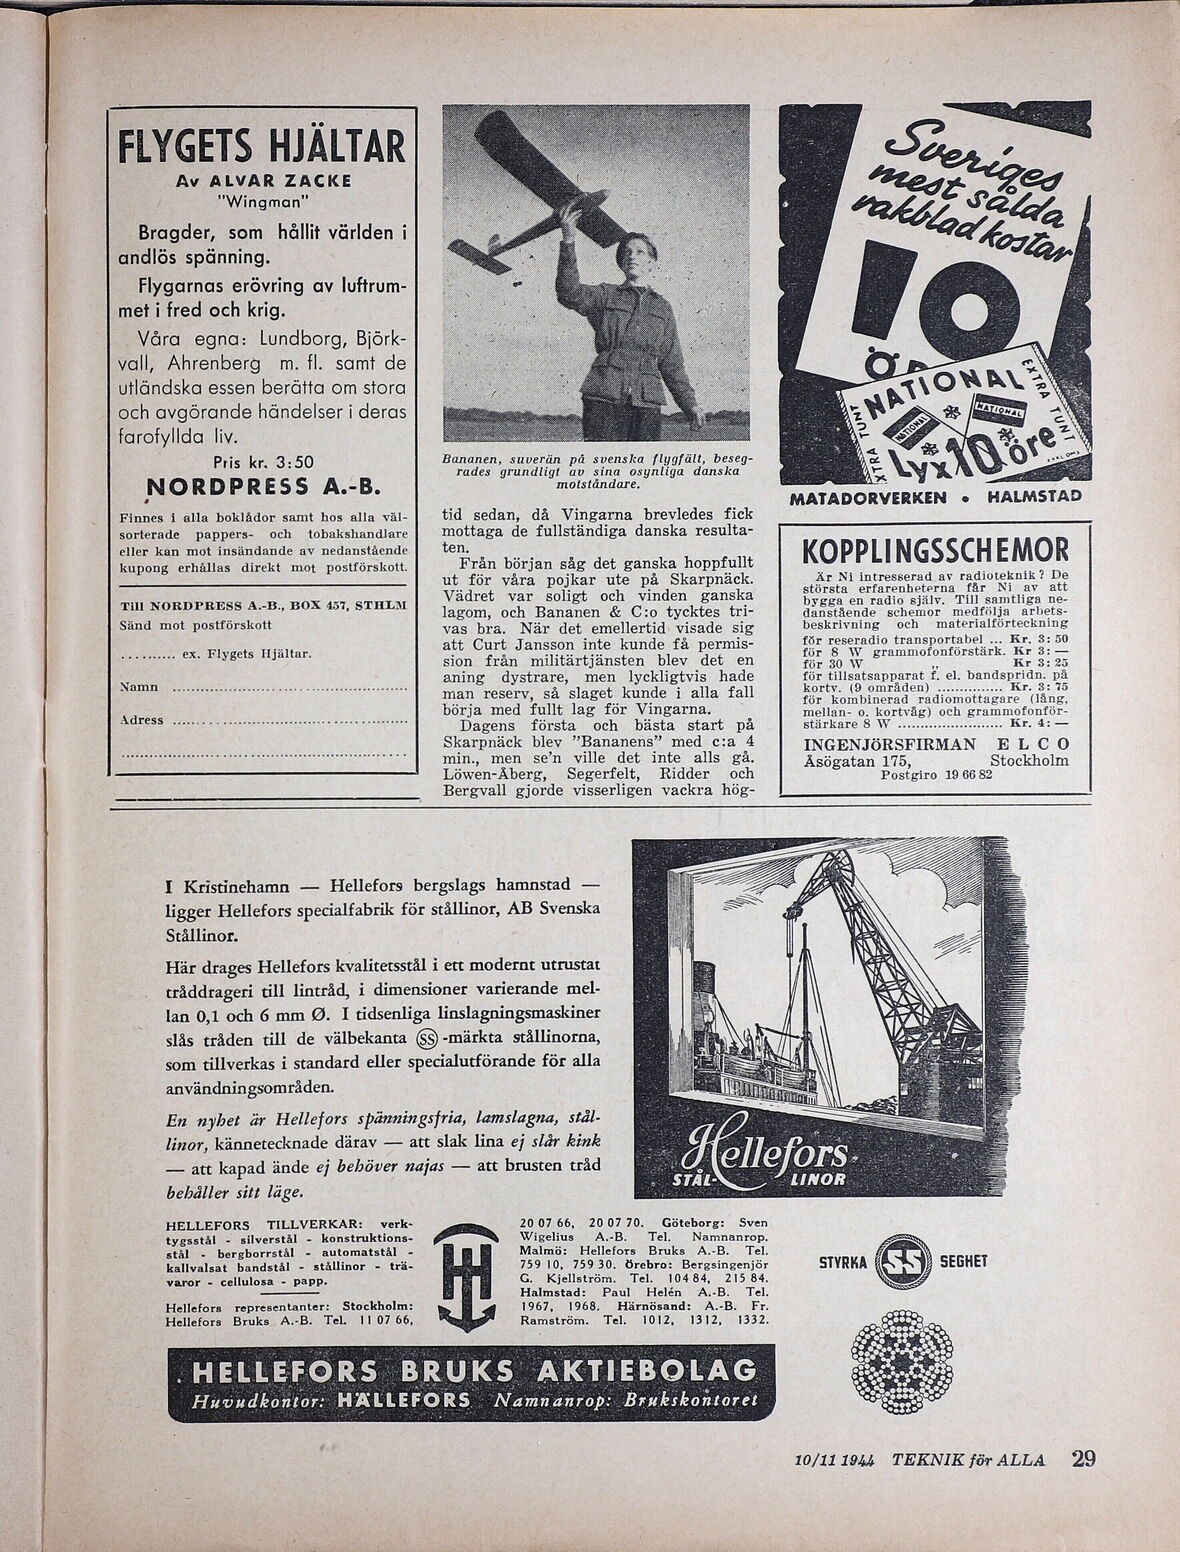 FLYGETS HJÄLTAR
Av ALVAR ZACKE
"Wingman"
Bragder, som hållit världen i
andlös spänning.
Flygarnas erövring av luftrum-
met i fred och krig.
Våra egna: Lundborg, Björk-
vall, Ahrenberg m. fl. samt de
utländska essen berätta om stora
och avgörande händelser i deras
farofyllda liv.
Pris kr. 3:50
NORDPRESS A.-B.
Finnes i alla boklådor samt hos alla väl-
sorterade pappers- och tobakshandlare
eller kan mot insändande av nedanstående
kupong erhållas direkt mot postförskott.
Till NORDPRESS A.-B., BOX 457, STHLM
Sänd mot postförskott
.......... ex. Flygets Hjältar.
Namn ........................................
Adress ........................................
Bananen, suverän på svenska flygfält, beseg-
rades grundligt av sina osynliga danska
motståndare.
tid sedan, då Vingarna brevledes fick
mottaga de fullständiga danska resulta-
ten.
Från början såg det ganska hoppfullt
ut för våra pojkar ute på Skarpnäck.
Vädret var soligt och vinden ganska
lagom, och Bananen & C:o tycktes tri-
vas bra. När det emellertid visade sig
att Curt Jansson inte kunde få permis-
sion från militärtjänsten blev det en
aning dystrare, men lyckligtvis hade
man reserv, så slaget kunde i alla fall
börja med fullt lag för Vingarna.
Dagens första och bästa start på
Skarpnäck blev "Bananens" med c:a 4
min., men se'n ville det inte alls gå.
Löwen-Åberg, Segerfelt, Ridder och
Bergvall gjorde visserligen vackra hög-
Sveriges
mest sålda
rakblad kostar
10
NATIONAL
EXTRA TUNT
EXTRA TUNT
NATIONAL
NATIONAL
Lyx 10 öre
MATADORVERKEN • HALMSTAD
KOPPLINGSSCHEMOR
Är Ni intresserad av radioteknik? De
största erfarenheterna får Ni av att
bygga en radio själv. Till samtliga ne-
danstående schemor medfölja arbets-
beskrivning och materialförteckning
för reseradio transportabel ... Kr. 3: 50
för 8 W grammofonförstärk. Kr 3: —
för 30 W „ Kr 3: 25
för tillsatsapparat f. el. bandspridn. på
kortv. (9 områden) ............... Kr. 3: 75
för kombinerad radiomottagare (lång,
mellan- o. kortvåg) och grammofonför-
stärkare 8 W ........................ Kr. 4: —
INGENJÖRSFIRMAN ELCO
Åsögatan 175, Stockholm
Postgiro 19 66 82
I Kristinehamn — Hellefors bergslags hamnstad —
ligger Hellefors specialfabrik för stållinor, AB Svenska
Stållinor.
Här drages Hellefors kvalitetsstål i ett modernt utrustat
tråddrageri till lintråd, i dimensioner varierande mel-
lan 0,1 och 6 mm Ø. I tidsenliga linslagningsmaskiner
slås tråden till de välbekanta SS-märkta stållinorna,
som tillverkas i standard eller specialutförande för alla
användningsområden.
En nyhet är Hellefors spänningsfria, lamslagna, stål-
linor, kännetecknade därav — att slak lina ej slår kink
— att kapad ände ej behöver najas — att brusten tråd
behåller sitt läge.
Hellefors
STÅL- LINOR
HELLEFORS TILLVERKAR: verk-
tygsstål - silverstål - konstruktions-
stål - bergborrstål - automatstål -
kallvalsat bandstål - stållinor - trä-
varor - cellulosa - papp.
Hellefors representanter: Stockholm:
Hellefors Bruks A.-B. Tel. 11 07 66,
H
20 07 66, 20 07 70. Göteborg: Sven
Wigelius A.-B. Tel. Namnanrop.
Malmö: Hellefors Bruks A.-B. Tel.
759 10, 759 30. Örebro: Bergsingenjör
G. Kjellström. Tel. 104 84, 215 84.
Halmstad: Paul Helén A.-B. Tel.
1967, 1968. Härnösand: A.-B. Fr.
Ramström. Tel. 1012, 1312, 1332.
STYRKA SS SEGHET
HELLEFORS BRUKS AKTIEBOLAG
Huvudkontor: HÄLLEFORS Namnanrop: Brukskontoret
10/11 1944 TEKNIK för ALLA 29